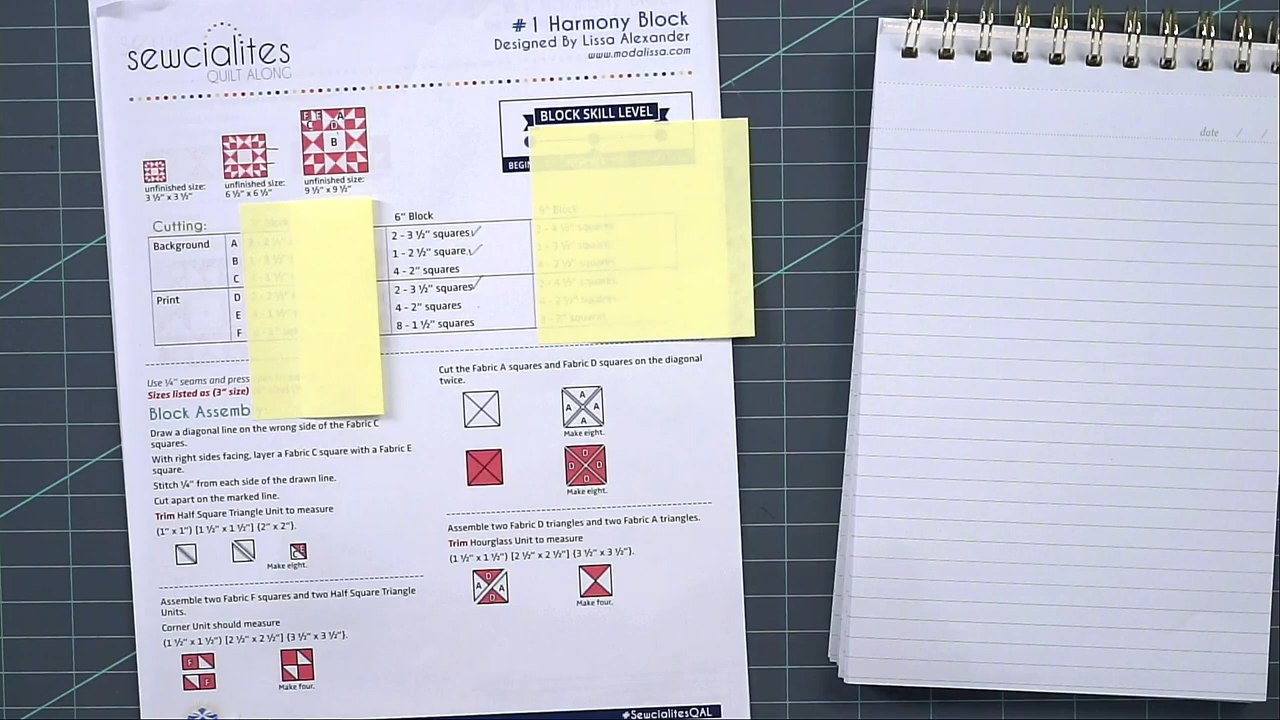 sewcialites
QUILT ALONG
#1 Harmony Block
Designed By Lissa Alexander
www.modalissa.com
BLOCK SKILL LEVEL
BEGIN
F E A
C D
B
unfinished size:
3 ½" x 3 ½"
unfinished size:
6 ½" x 6 ½"
unfinished size:
9 ½" x 9 ½"
Cutting:
3" Block
6" Block
9" Block
Background
A
2 - 3 ½" squares
B
1 - 2 ½" square
C
4 - 2" squares
Print
D
2 - 3 ½" squares
E
4 - 2" squares
F
8 - 1 ½" squares
Use ¼" seams and press
Sizes listed as (3" size)
Block Assemb
Draw a diagonal line on the wrong side of the Fabric C
squares.
With right sides facing, layer a Fabric C square with a Fabric E
square.
Stitch ¼" from each side of the drawn line.
Cut apart on the marked line.
Trim Half Square Triangle Unit to measure
(1" x 1") [1 ½" x 1 ½"] {2" x 2"}.
C E
Make eight.
Assemble two Fabric F squares and two Half Square Triangle
Units.
Corner Unit should measure
(1 ½" x 1 ½") [2 ½" x 2 ½"] {3 ½" x 3 ½"}.
F
F
Make four.
Cut the Fabric A squares and Fabric D squares on the diagonal
twice.
A
A A
A
Make eight.
D
D D
D
Make eight.
Assemble two Fabric D triangles and two Fabric A triangles.
Trim Hourglass Unit to measure
(1 ½" x 1 ½") [2 ½" x 2 ½"] {3 ½" x 3 ½"}.
D
A A
D
Make four.
#SewcialitesQAL
date / /